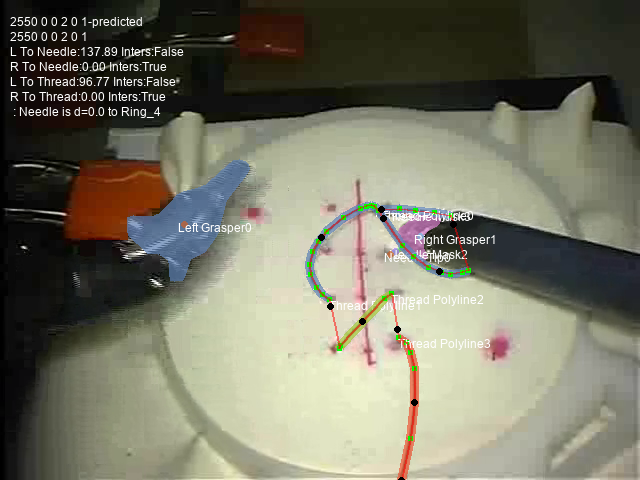 2550 0 0 2 0 1-predicted
2550 0 0 2 0 1
L To Needle:137.89 Inters:False
R To Needle:0.00 Inters:True
L To Thread:96.77 Inters:False
R To Thread:0.00 Inters:True
: Needle is d=0.0 to Ring_4
Left Grasper0
Right Grasper1
Thread Polyline2
Thread Polyline1
Thread Polyline3